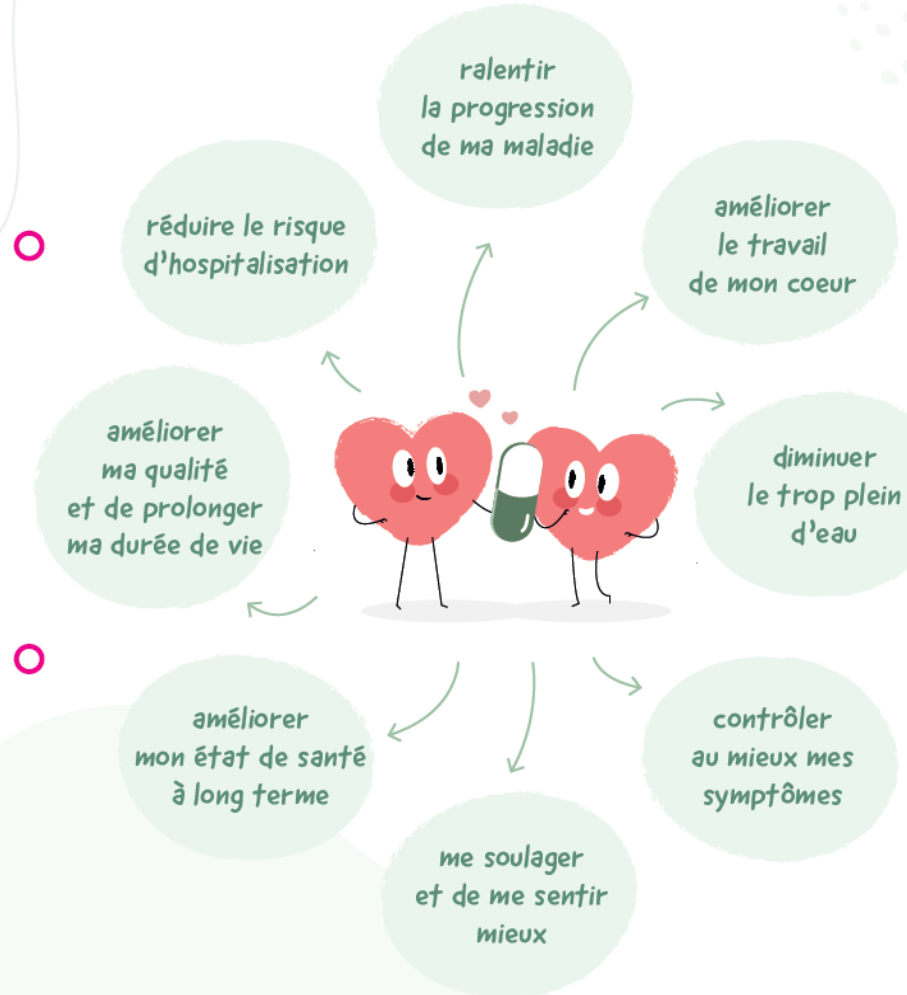 ralentir
la progression
de ma maladie
réduire le risque
d'hospitalisation
améliorer
le travail
de mon coeur
améliorer
ma qualité
et de prolonger
ma durée de vie
diminuer
le trop plein
d'eau
améliorer
mon état de santé
à long terme
contrôler
au mieux mes
symptômes
me soulager
et de me sentir
mieux